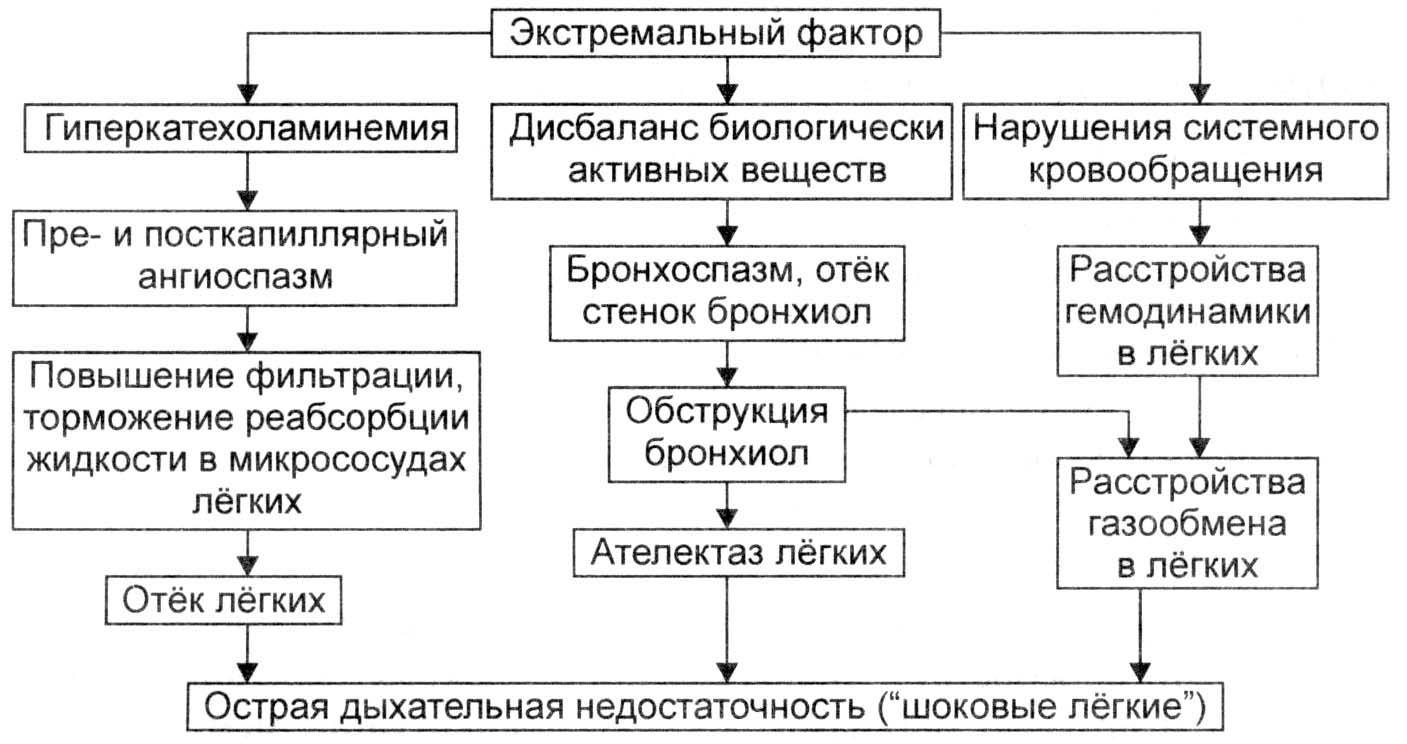 Экстремальный фактор
Гиперкатехоламинемия
Дисбаланс биологически
активных веществ
Нарушения системного
кровообращения
Пре- и посткапиллярный
ангиоспазм
Бронхоспазм, отёк
стенок бронхиол
Расстройства
гемодинамики
в лёгких
Повышение фильтрации,
торможение реабсорбции
жидкости в микрососудах
лёгких
Обструкция
бронхиол
Расстройства
газообмена
в лёгких
Ателектаз лёгких
Отёк лёгких
Острая дыхательная недостаточность (“шоковые лёгкие”)